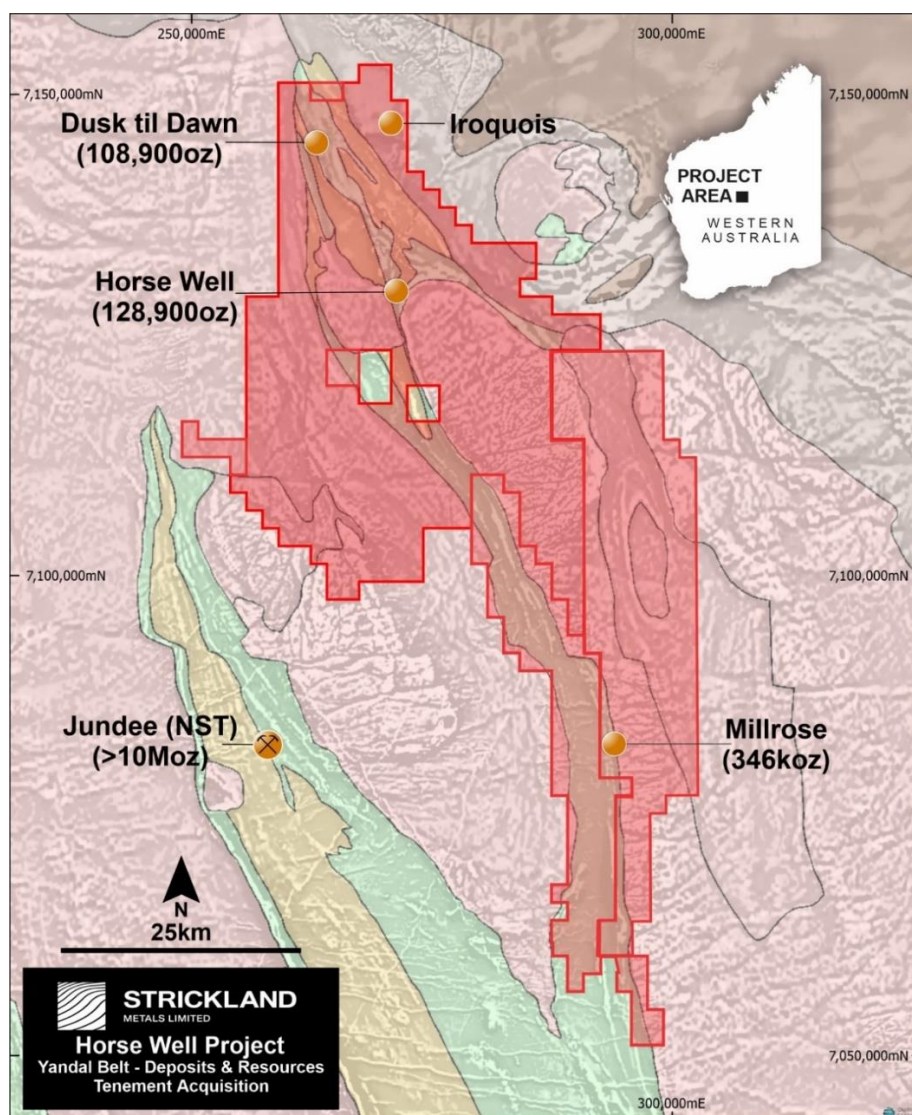 250,000mE
300,000mE
7,150,000mN
7,150,000mN
Dusk til Dawn
(108,900oz)
Iroquois
PROJECT
AREA
WESTERN
AUSTRALIA
Horse Well
(128,900oz)
7,100,000mN
7,100,000mN
Jundee (NST)
(>10Moz)
Millrose
(346koz)
N
25km
STRICKLAND
METALS LIMITED
Horse Well Project
Yandal Belt - Deposits & Resources
Tenement Acquisition
7,050,000mN
300,000mE